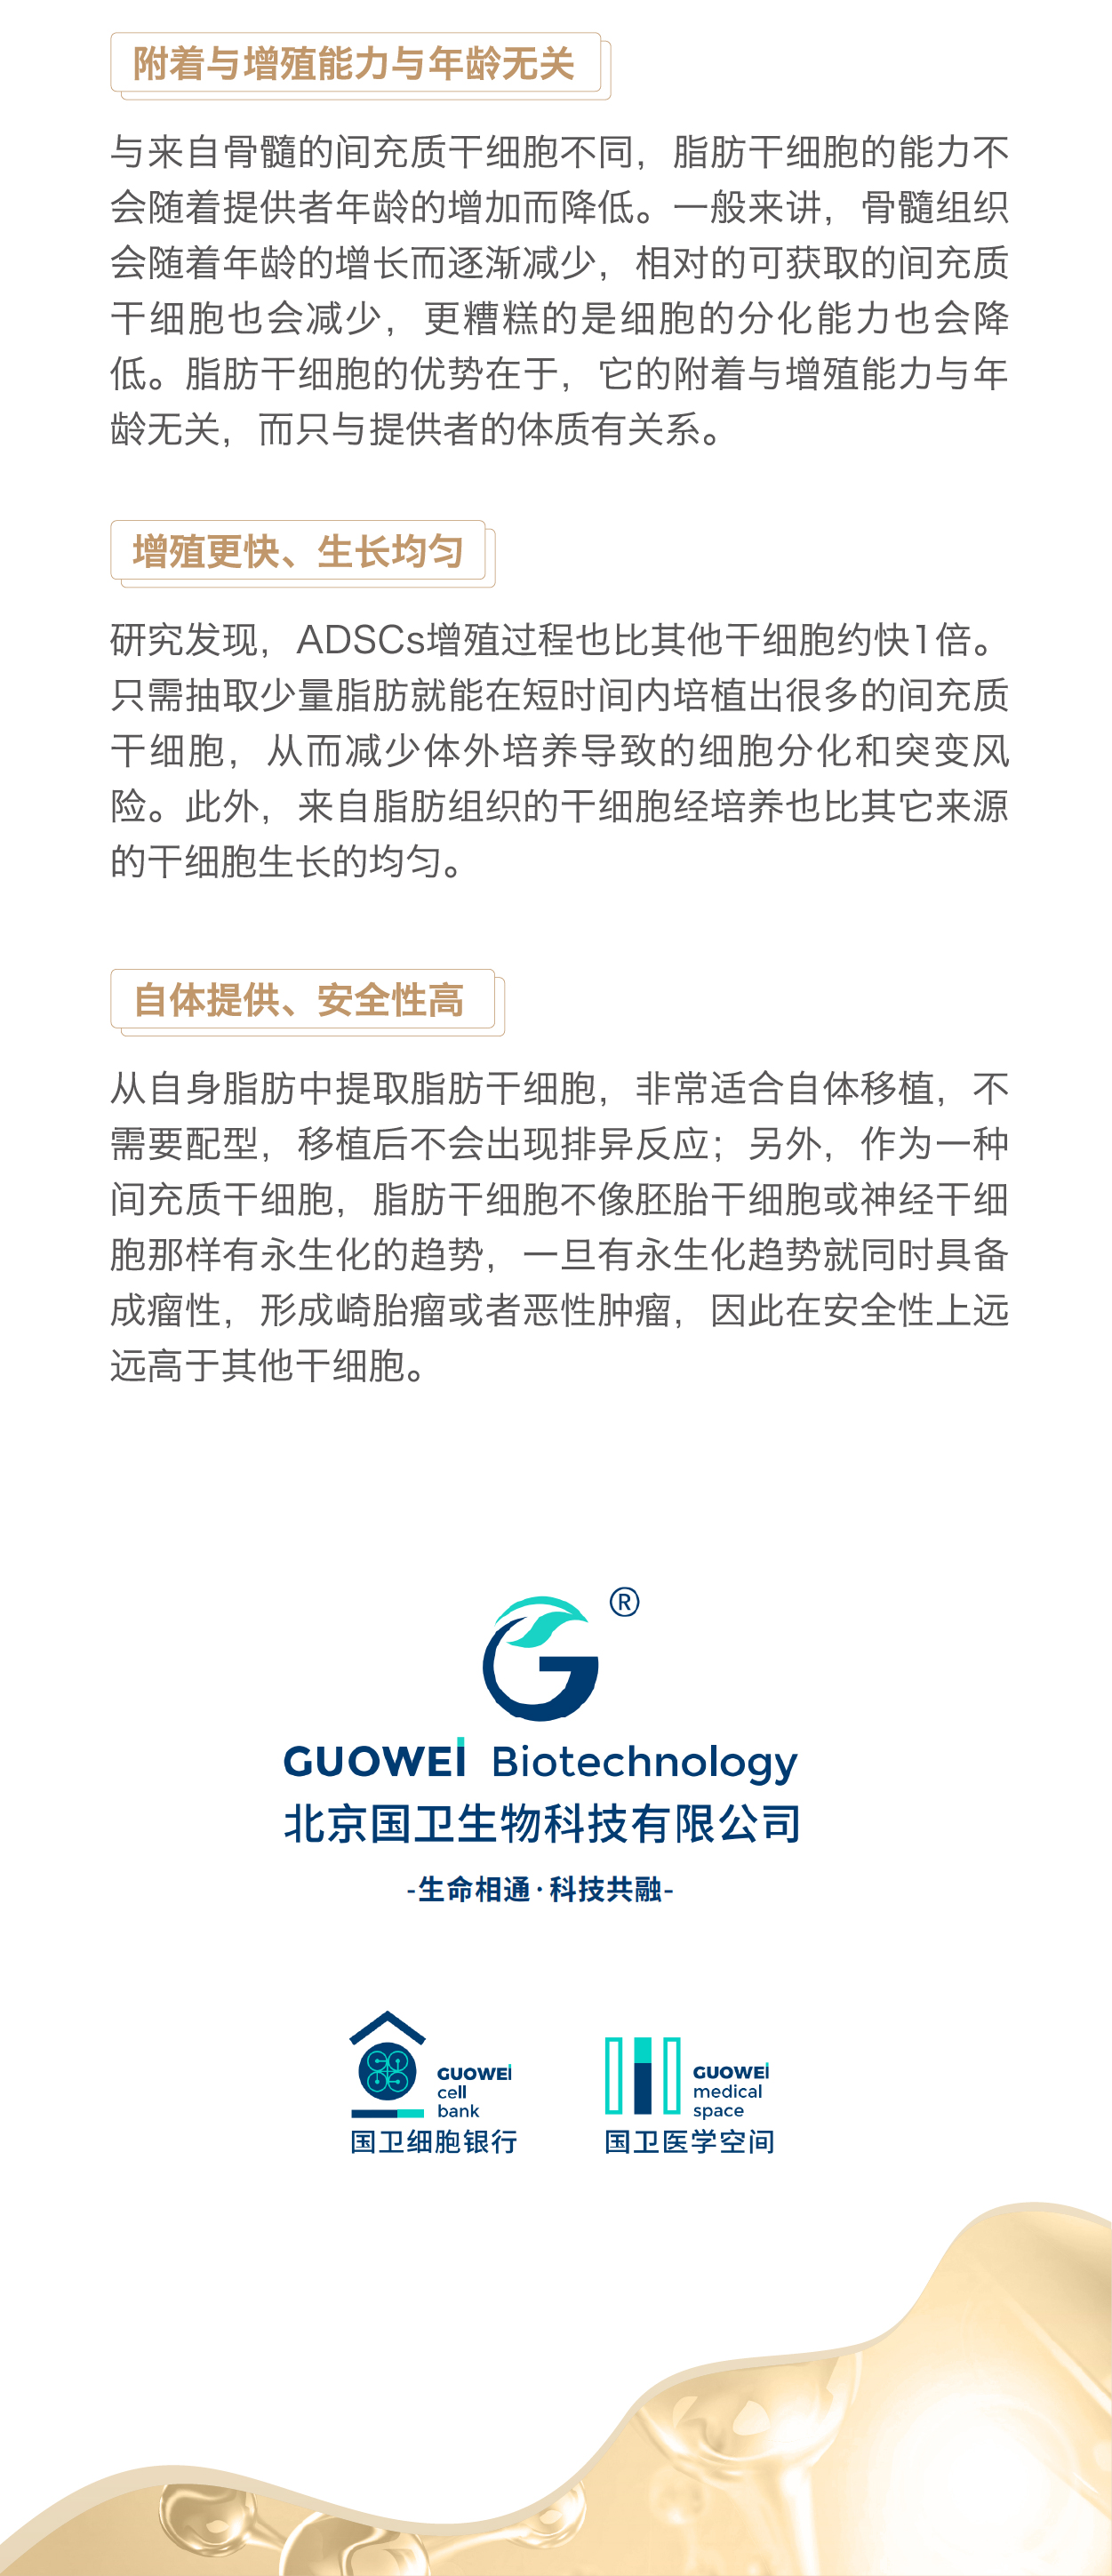 附着与增殖能力与年龄无关
与来自骨髓的间充质干细胞不同，脂肪干细胞的能力不
会随着提供者年龄的增加而降低。一般来讲，骨髓组织
会随着年龄的增长而逐渐减少，相对的可获取的间充质
干细胞也会减少，更糟糕的是细胞的分化能力也会降
低。脂肪干细胞的优势在于，它的附着与增殖能力与年
龄无关，而只与提供者的体质有关系。
增殖更快、生长均匀
研究发现，ADSCs增殖过程也比其他干细胞约快1倍。
只需抽取少量脂肪就能在短时间内培植出很多的间充质
干细胞，从而减少体外培养导致的细胞分化和突变风
险。此外，来自脂肪组织的干细胞经培养也比其它来源
的干细胞生长的均匀。
自体提供、安全性高
从自身脂肪中提取脂肪干细胞，非常适合自体移植，不
需要配型，移植后不会出现排异反应；另外，作为一种
间充质干细胞，脂肪干细胞不像胚胎干细胞或神经干细
胞那样有永生化的趋势，一旦有永生化趋势就同时具备
成瘤性，形成崎胎瘤或者恶性肿瘤，因此在安全性上远
远高于其他干细胞。
®
GUOWEI Biotechnology
北京国卫生物科技有限公司
-生命相通·科技共融-
GUOWEI
cell
bank
国卫细胞银行
GUOWEI
medical
space
国卫医学空间